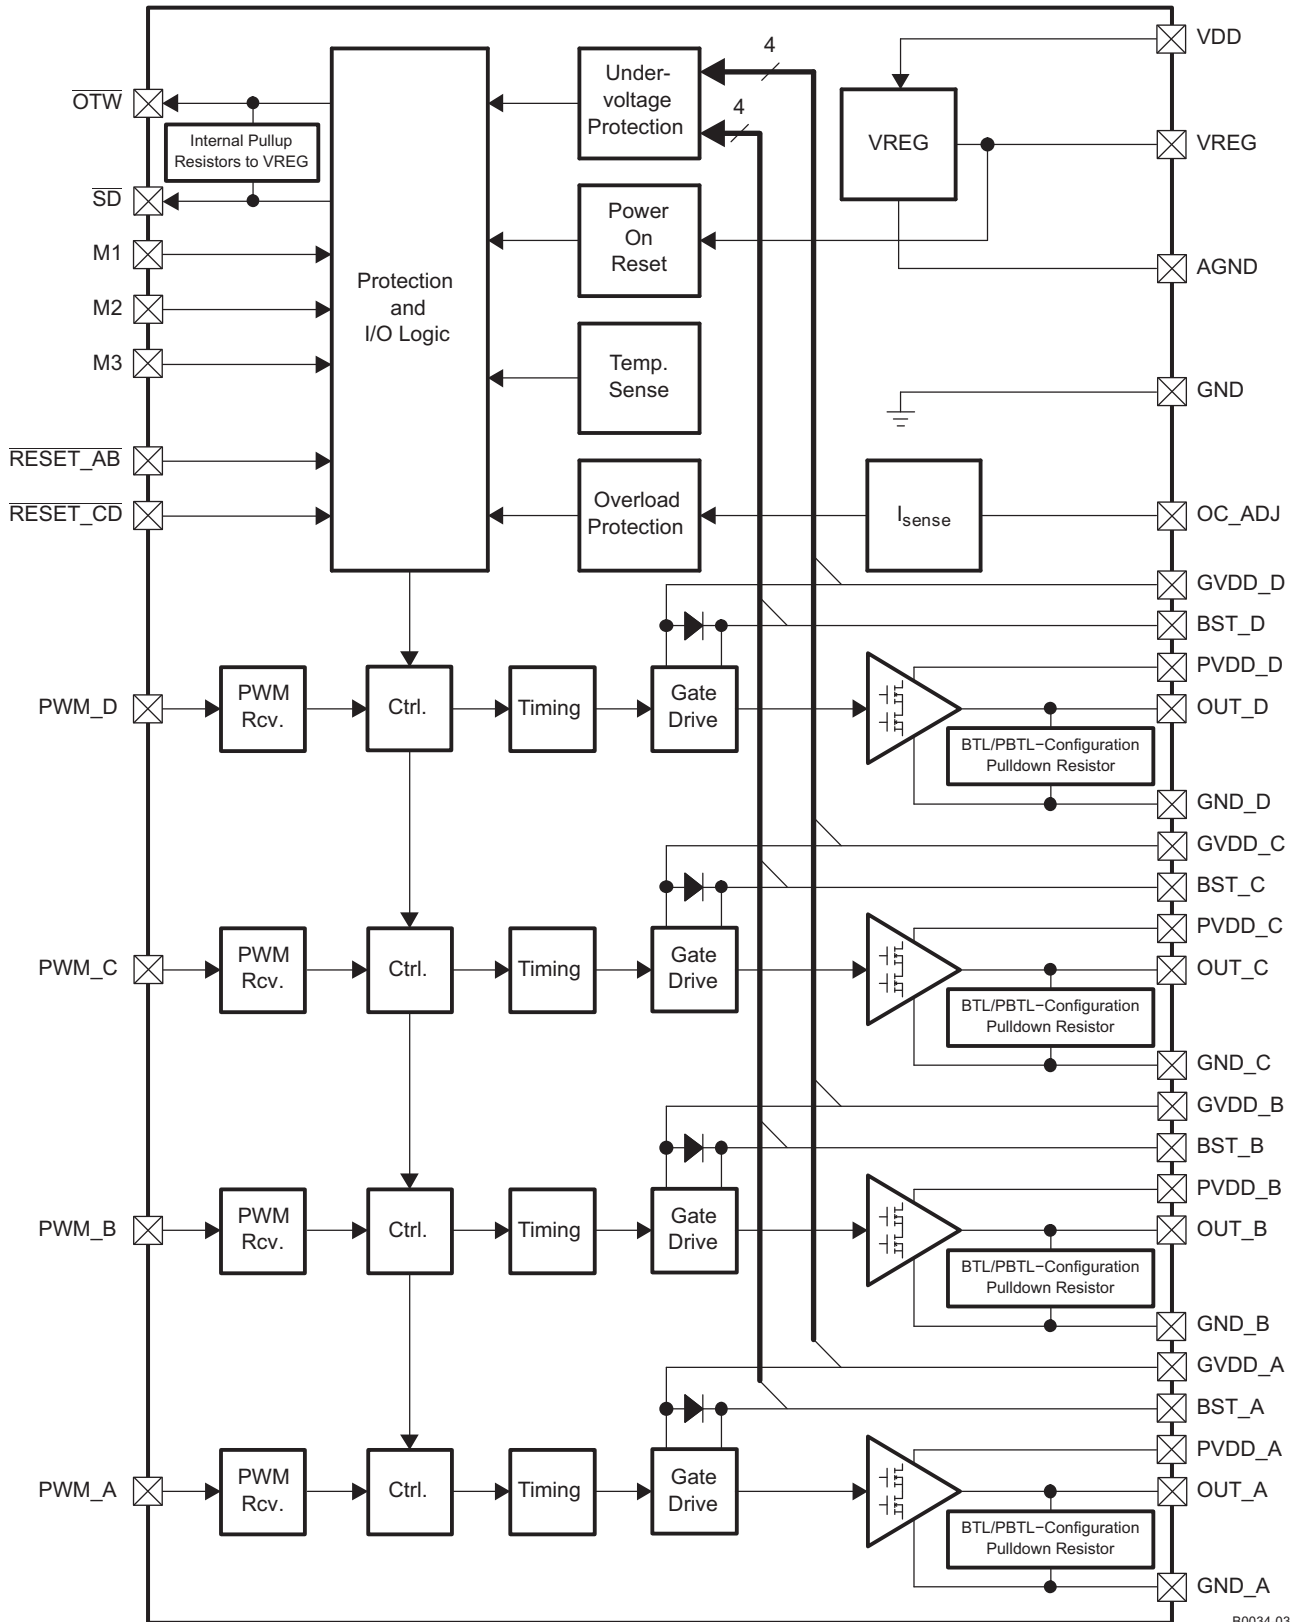 4
VDD
Under-
voltage
Protection
OTW
4
Internal Pullup
Resistors to VREG
VREG
VREG
SD
Power
On
Reset
M1
AGND
Protection
and
I/O Logic
M2
M3
Temp.
Sense
GND
RESET_AB
RESET_CD
Overload
Protection
Isense
OC_ADJ
GVDD_D
BST_D
PVDD_D
PWM_D
PWM
Rcv.
Ctrl.
Timing
Gate
Drive
OUT_D
BTL/PBTL−Configuration
Pulldown Resistor
GND_D
GVDD_C
BST_C
PVDD_C
PWM_C
PWM
Rcv.
Ctrl.
Timing
Gate
Drive
OUT_C
BTL/PBTL−Configuration
Pulldown Resistor
GND_C
GVDD_B
BST_B
PVDD_B
PWM_B
PWM
Rcv.
Ctrl.
Timing
Gate
Drive
OUT_B
BTL/PBTL−Configuration
Pulldown Resistor
GND_B
GVDD_A
BST_A
PVDD_A
PWM_A
PWM
Rcv.
Ctrl.
Timing
Gate
Drive
OUT_A
BTL/PBTL−Configuration
Pulldown Resistor
GND_A